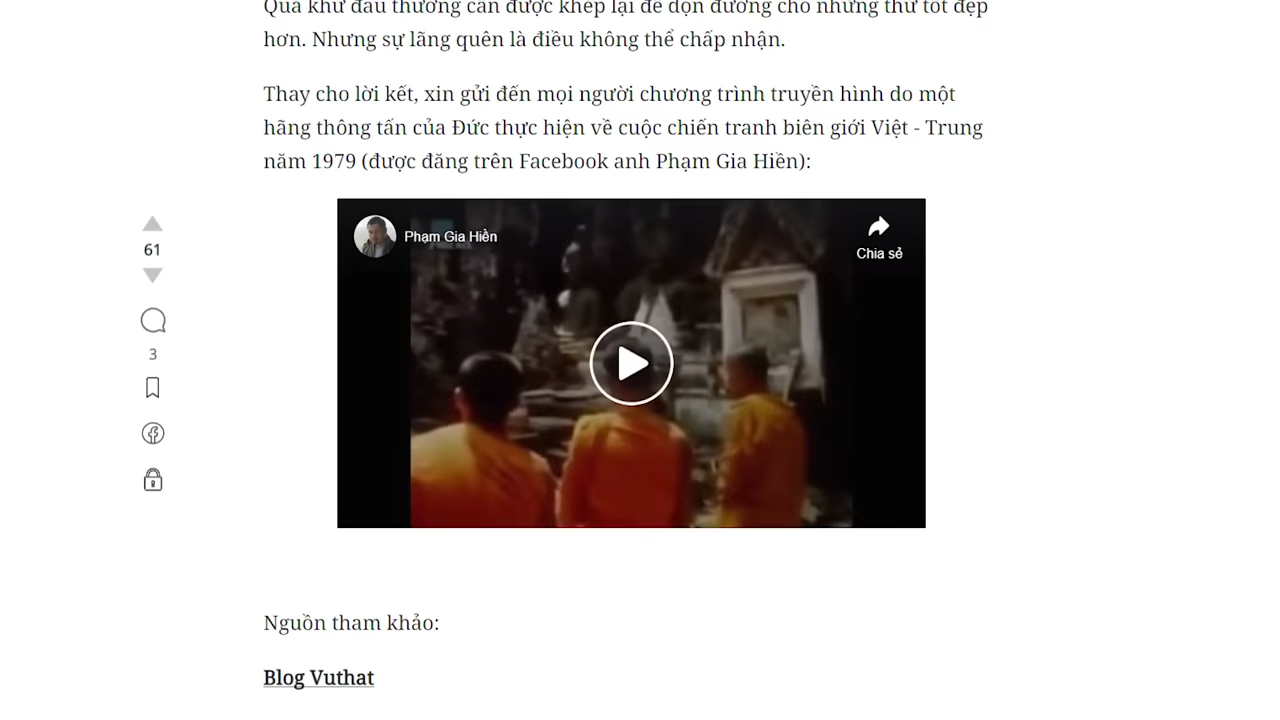 Quá khứ đau thương cần được khép lại để dọn đường cho những thứ tốt đẹp
hơn. Nhưng sự lãng quên là điều không thể chấp nhận.
Thay cho lời kết, xin gửi đến mọi người chương trình truyền hình do một
hãng thông tấn của Đức thực hiện về cuộc chiến tranh biên giới Việt - Trung
năm 1979 (được đăng trên Facebook anh Phạm Gia Hiền):
61
3
Phạm Gia Hiền
Chia sẻ
Nguồn tham khảo:
Blog Vuthat